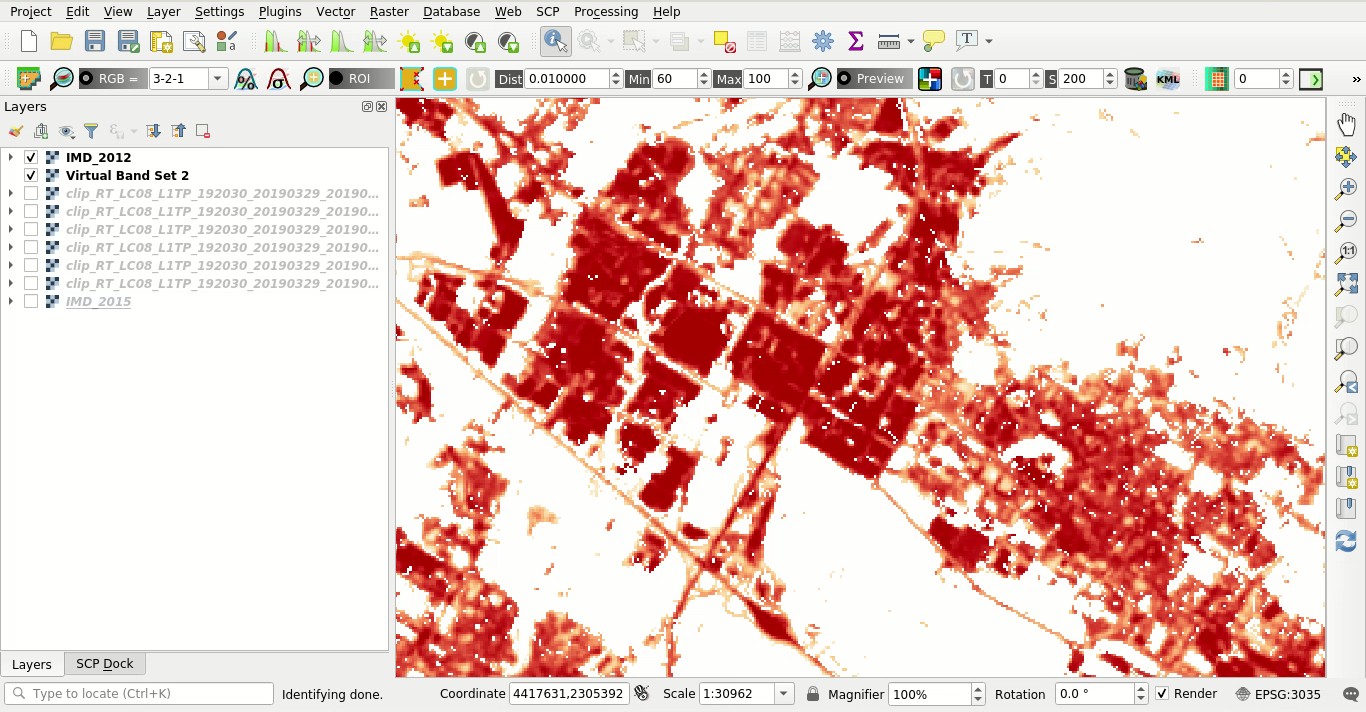 Project Edit View Layer Settings Plugins Vector Raster Database Web SCP Processing Help
RGB = 3-2-1 ROI Dist 0.010000 Min 60 Max 100 Preview T 0 S 200 KML 0 »
Layers
IMD_2012
Virtual Band Set 2
clip_RT_LC08_L1TP_192030_20190329_20190...
clip_RT_LC08_L1TP_192030_20190329_20190...
clip_RT_LC08_L1TP_192030_20190329_20190...
clip_RT_LC08_L1TP_192030_20190329_20190...
clip_RT_LC08_L1TP_192030_20190329_20190...
clip_RT_LC08_L1TP_192030_20190329_20190...
IMD_2015
1:1
Layers SCP Dock
Type to locate (Ctrl+K) Identifying done. Coordinate 4417631,2305392 Scale 1:30962 Magnifier 100% Rotation 0.0 ° Render EPSG:3035